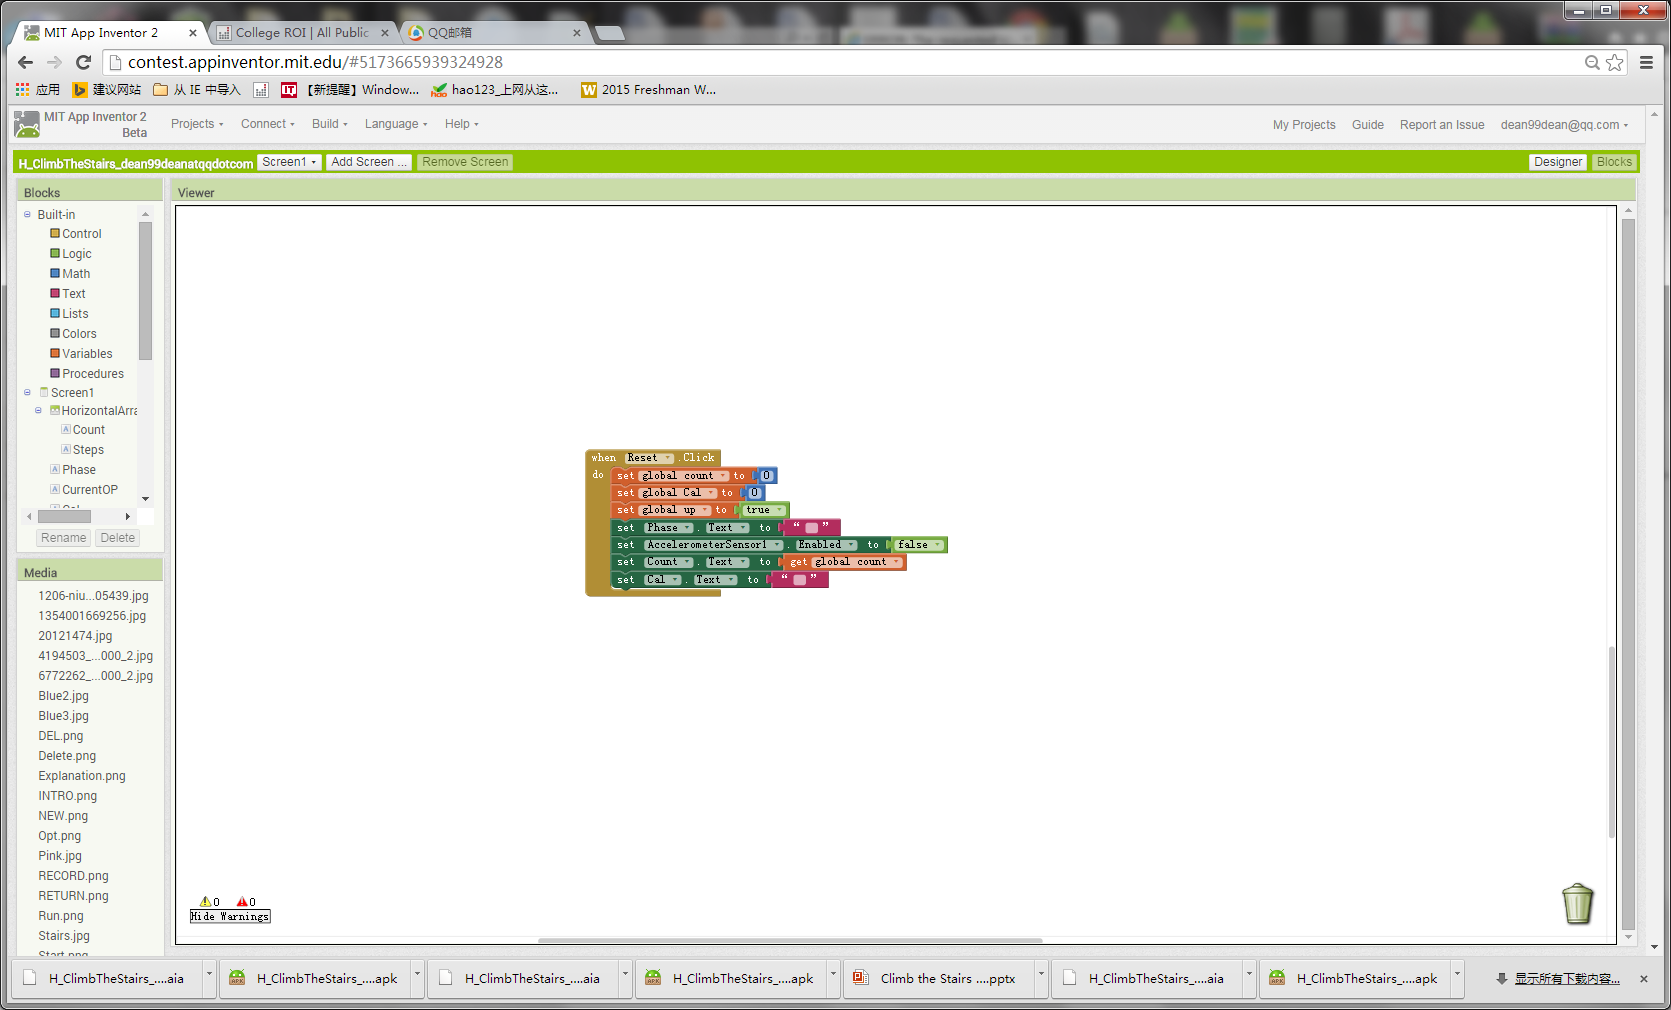 MIT App Inventor 2
College ROI | All Public
QQ邮箱
contest.appinventor.mit.edu/#5173665939324928
应用
建议网站
从 IE 中导入
【新提醒】Window...
hao123_上网从这...
2015 Freshman W...
MIT App Inventor 2
Beta
Projects
Connect
Build
Language
Help
My Projects
Guide
Report an Issue
dean99dean@qq.com
H_ClimbTheStairs_dean99deanatqqdotcom
Screen1
Add Screen ...
Remove Screen
Designer
Blocks
Blocks
Built-in
Control
Logic
Math
Text
Lists
Colors
Variables
Procedures
Screen1
HorizontalArra
Count
Steps
Phase
CurrentOP
Rename
Delete
Media
1206-niu...05439.jpg
1354001669256.jpg
20121474.jpg
4194503_...000_2.jpg
6772262_...000_2.jpg
Blue2.jpg
Blue3.jpg
DEL.png
Delete.png
Explanation.png
INTRO.png
NEW.png
Opt.png
Pink.jpg
RECORD.png
RETURN.png
Run.png
Stairs.jpg
Start.png
Viewer
when Reset .Click
do set global count to 0
set global Cal to 0
set global up to true
set Phase . Text to “ ”
set AccelerometerSensor1 . Enabled to false
set Count . Text to get global count
set Cal . Text to “ ”
0 0
Hide Warnings
H_ClimbTheStairs_....aia
H_ClimbTheStairs_....apk
H_ClimbTheStairs_....aia
H_ClimbTheStairs_....apk
Climb the Stairs ....pptx
H_ClimbTheStairs_....aia
H_ClimbTheStairs_....apk
显示所有下载内容...